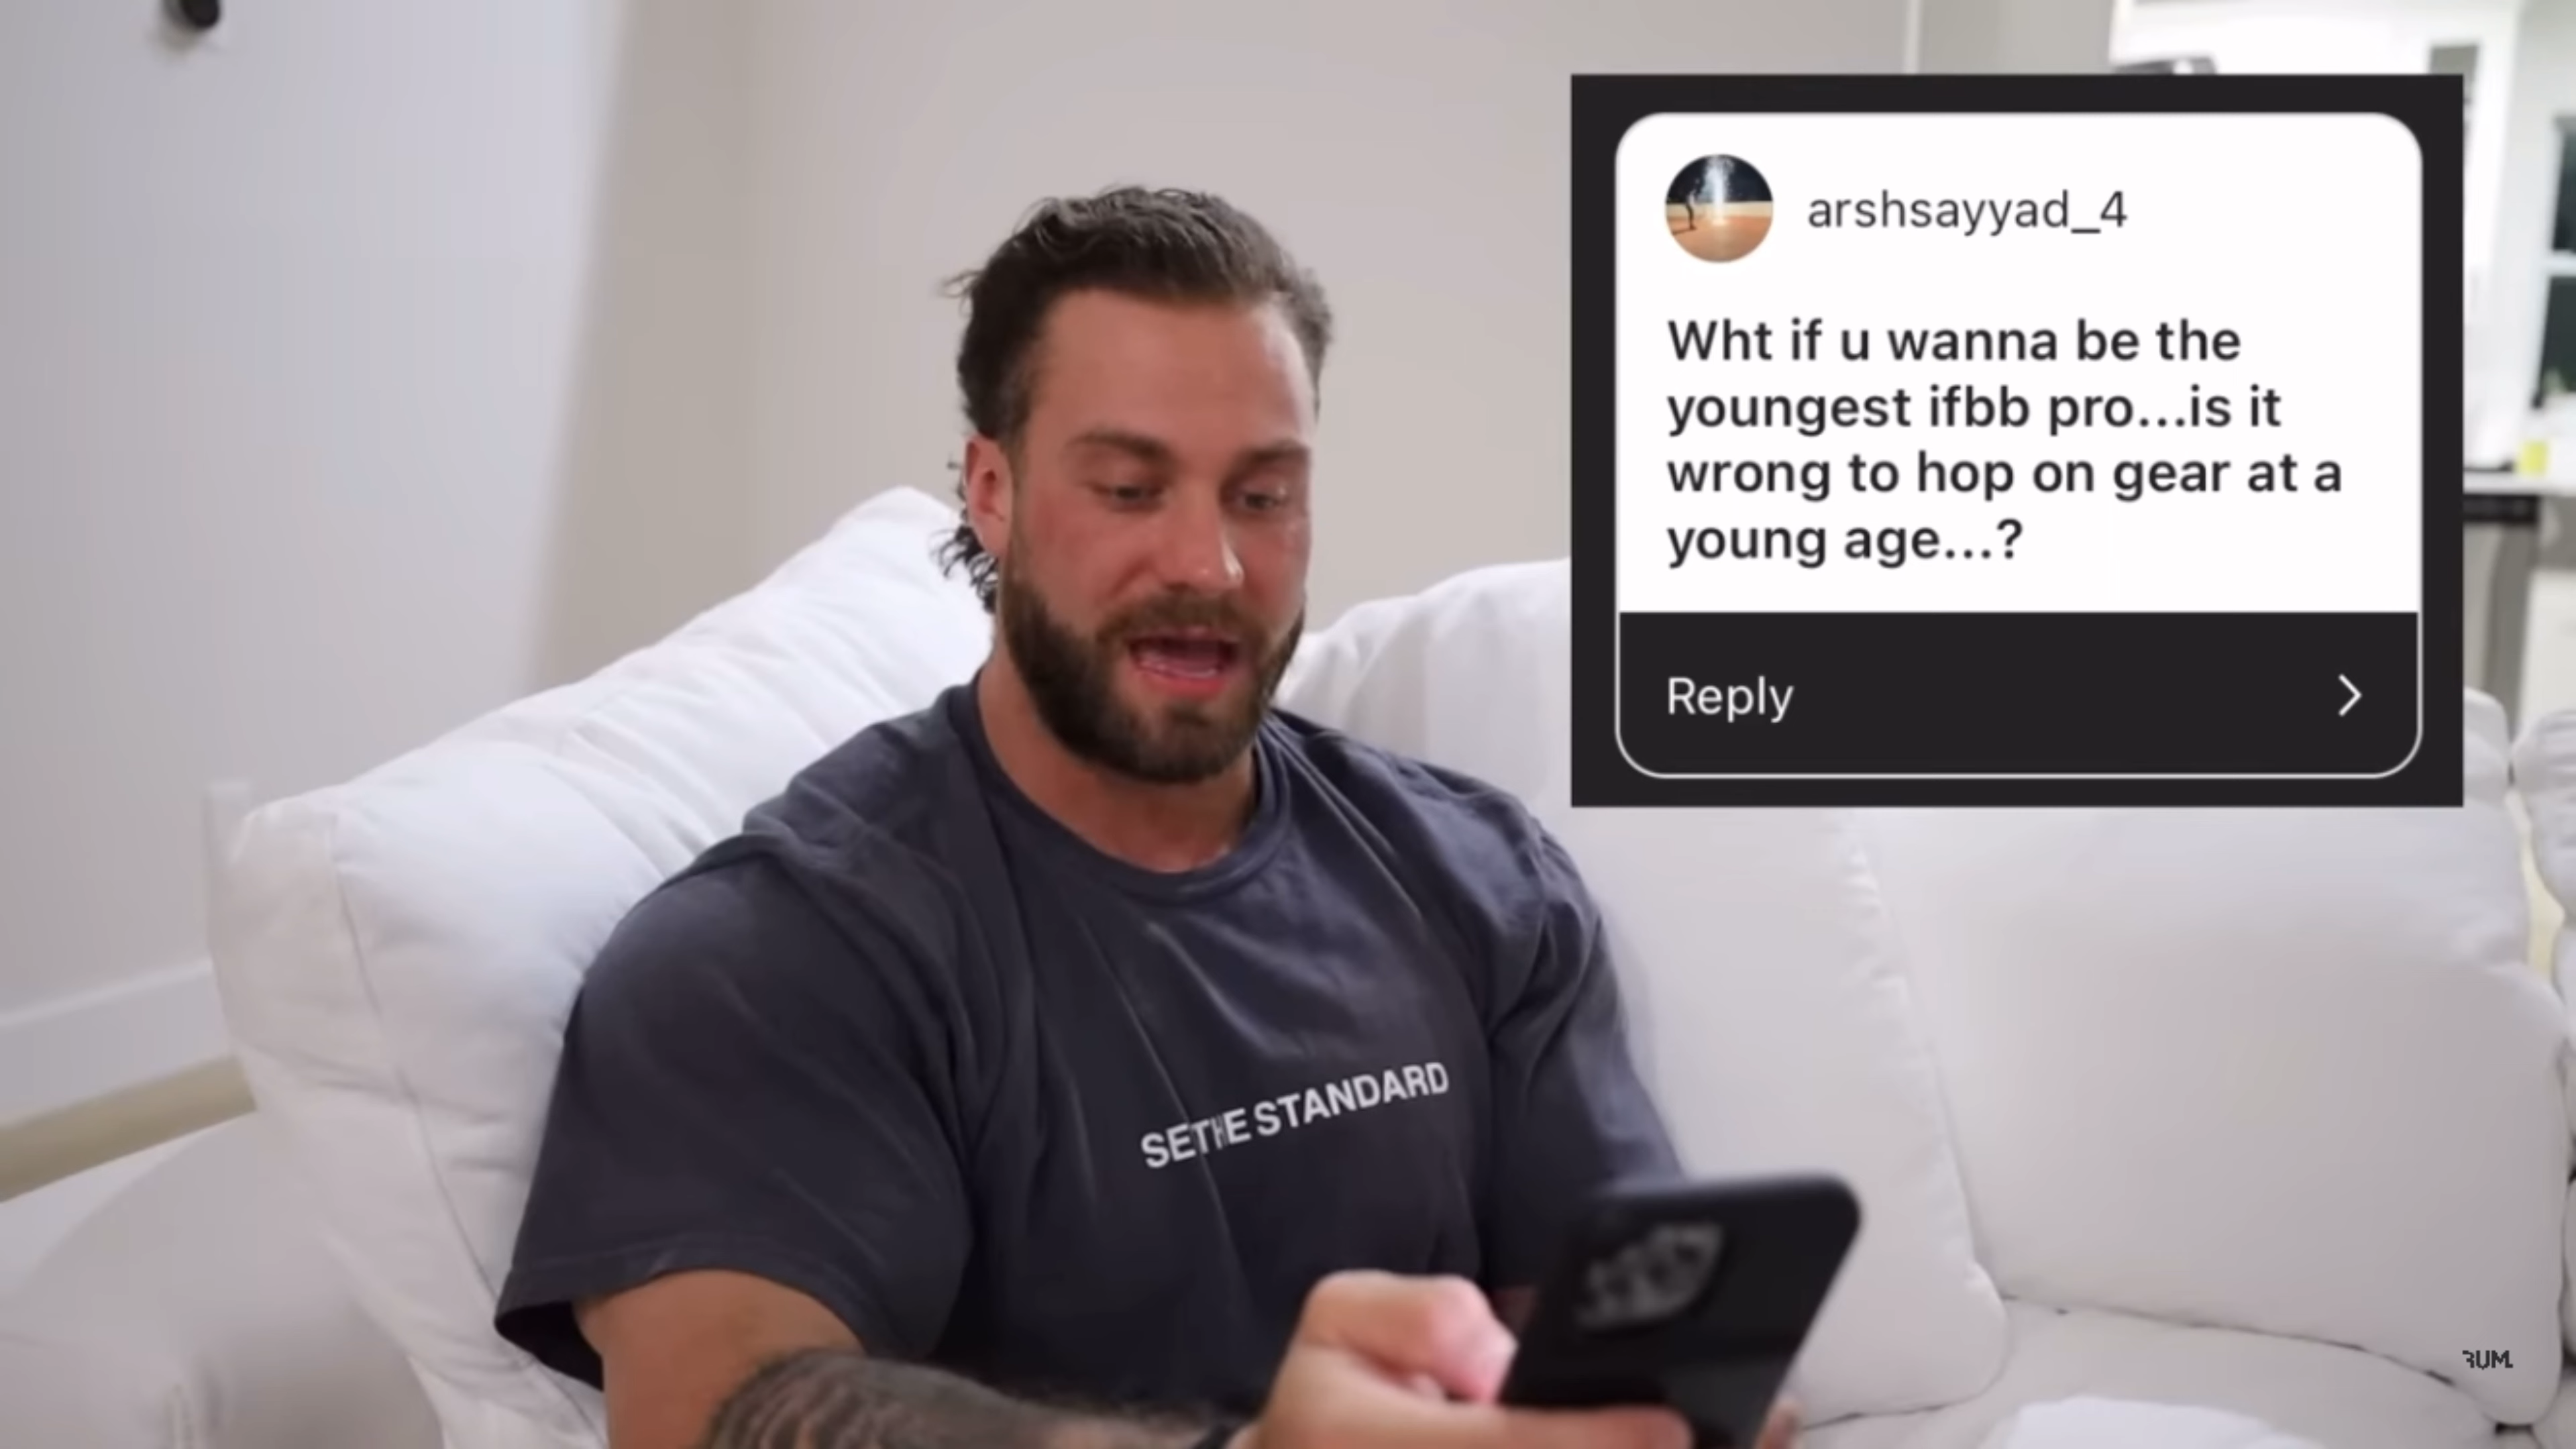 arshsayyad_4
Wht if u wanna be the
youngest ifbb pro...is it
wrong to hop on gear at a
young age...?
Reply
SETHE STANDARD